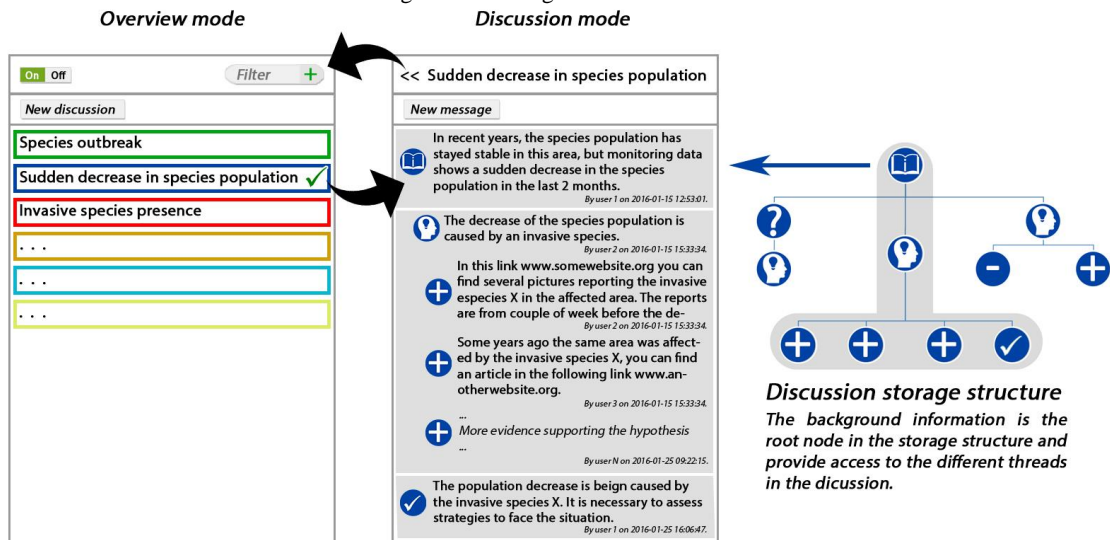 Overview mode
On Off
Filter +
New discussion
Species outbreak
Sudden decrease in species population
Invasive species presence
. . .
. . .
. . .
Discussion mode
<< Sudden decrease in species population
New message
In recent years, the species population has
stayed stable in this area, but monitoring data
shows a sudden decrease in the species
population in the last 2 months.
By user 1 on 2016-01-15 12:53:01.
The decrease of the species population is
caused by an invasive species.
By user 2 on 2016-01-15 15:33:34.
In this link www.somewebsite.org you can
find several pictures reporting the invasive
especies X in the affected area. The reports
are from couple of week before the de-
By user 2 on 2016-01-15 15:33:34.
Some years ago the same area was affect-
ed by the invasive species X, you can find
an article in the following link www.an-
otherwebsite.org.
By user 3 on 2016-01-15 15:33:34.
...
More evidence supporting the hypothesis
...
By user N on 2016-01-25 09:22:15.
The population decrease is beign caused by
the invasive species X. It is necessary to assess
strategies to face the situation.
By user 1 on 2016-01-25 16:06:47.
?
Discussion storage structure
The background information is the
root node in the storage structure and
provide access to the different threads
in the dicussion.